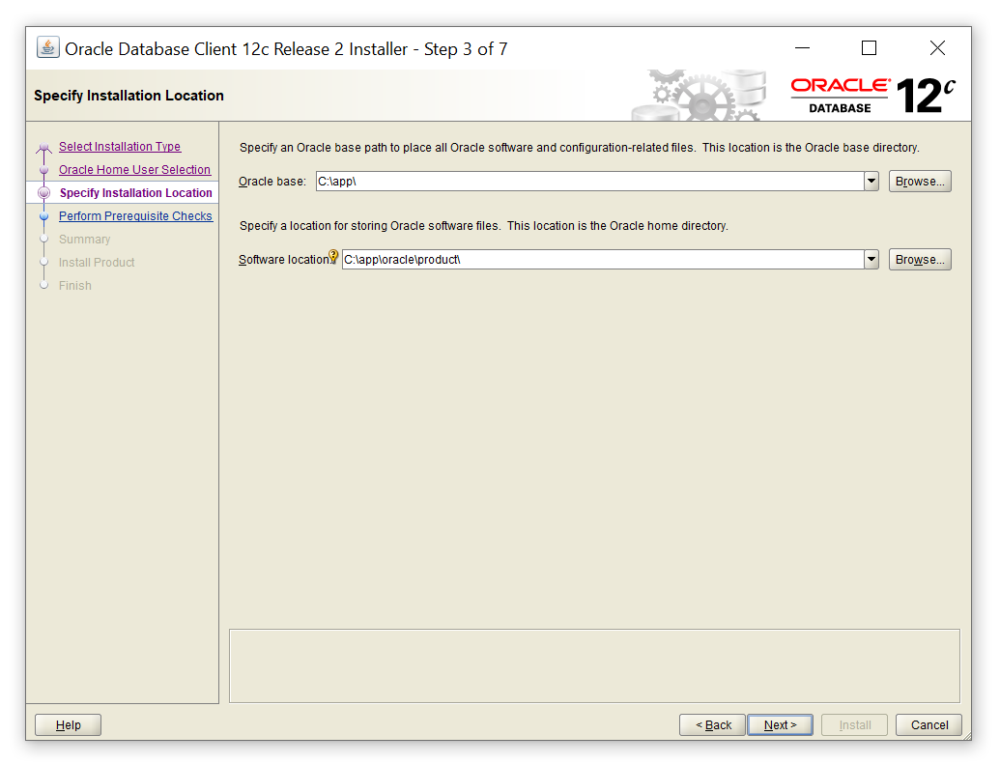 Oracle Database Client 12c Release 2 Installer - Step 3 of 7
Specify Installation Location
ORACLE®
DATABASE
12c
Select Installation Type
Oracle Home User Selection
Specify Installation Location
Perform Prerequisite Checks
Summary
Install Product
Finish
Specify an Oracle base path to place all Oracle software and configuration-related files. This location is the Oracle base directory.
Oracle base: C:\app\ Browse...
Specify a location for storing Oracle software files. This location is the Oracle home directory.
Software location: C:\app\oracle\product\ Browse...
Help < Back Next > Install Cancel